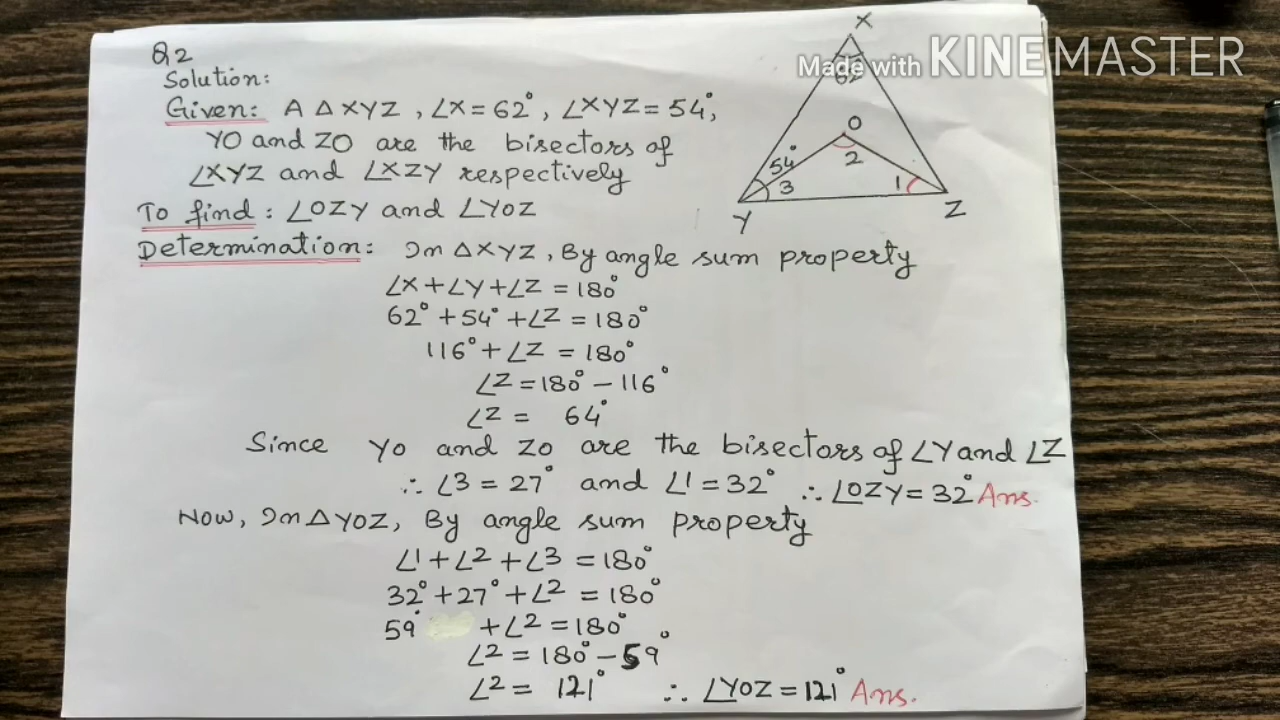 Q2
Solution:
Given: A △XYZ, ∠X = 62°, ∠XYZ = 54°,
YO and ZO are the bisectors of
∠XYZ and ∠XZY respectively
To find: ∠OZY and ∠YOZ
Determination: In △XYZ, By angle sum property
∠X + ∠Y + ∠Z = 180°
62° + 54° + ∠Z = 180°
116° + ∠Z = 180°
∠Z = 180° − 116°
∠Z = 64°
Since YO and ZO are the bisectors of ∠Y and ∠Z
∴ ∠3 = 27° and ∠1 = 32° ∴ ∠OZY = 32° Ans.
Now, In △YOZ, By angle sum property
∠1 + ∠2 + ∠3 = 180°
32° + 27° + ∠2 = 180°
59° + ∠2 = 180°
∠2 = 180° − 59°
∠2 = 121° ∴ ∠YOZ = 121° Ans.
X
Made with KINEMASTER
O
54°
2
3
1
Y
Z